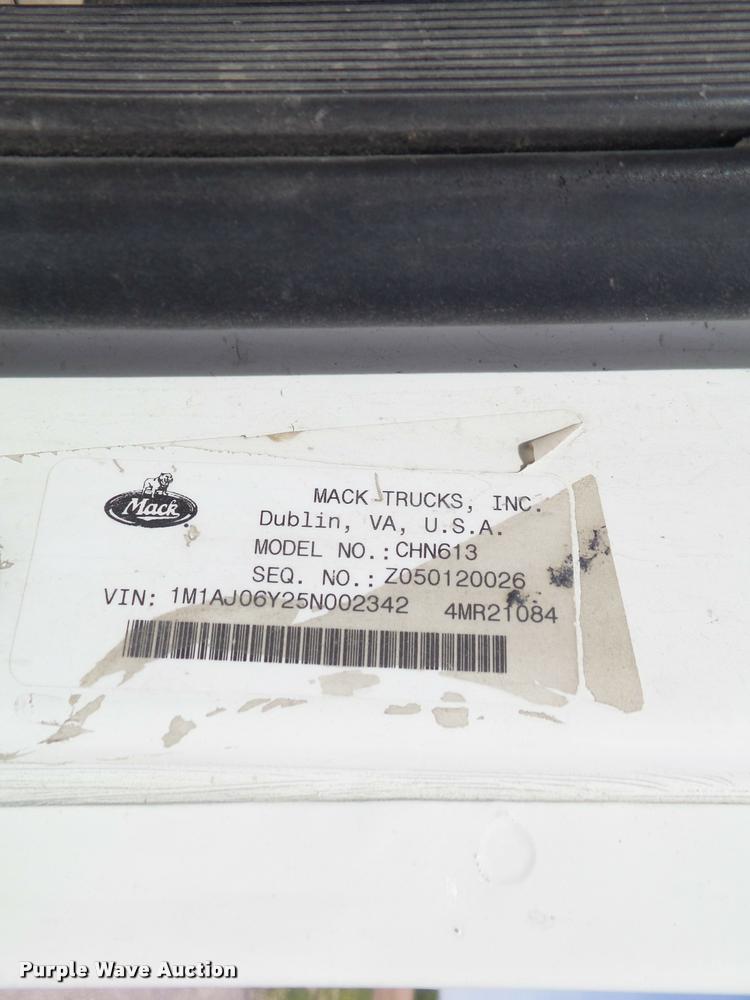 Mack
MACK TRUCKS, INC.
Dublin, VA, U.S.A.
MODEL NO.: CHN613
SEQ. NO.: Z050120026
VIN: 1M1AJ06Y25N002342 4MR21084
Purple Wave Auction